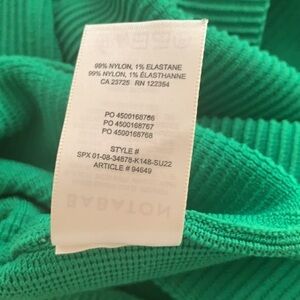 99% NYLON, 1% ELASTANE
99% NYLON, 1% ÉLASTHANNE
CA 23725 RN 122354
PO 4500168766
PO 4500168767
PO 4500168768
STYLE #
SPX 01-08-34878-K148-SU22
ARTICLE # 94649
BABATON